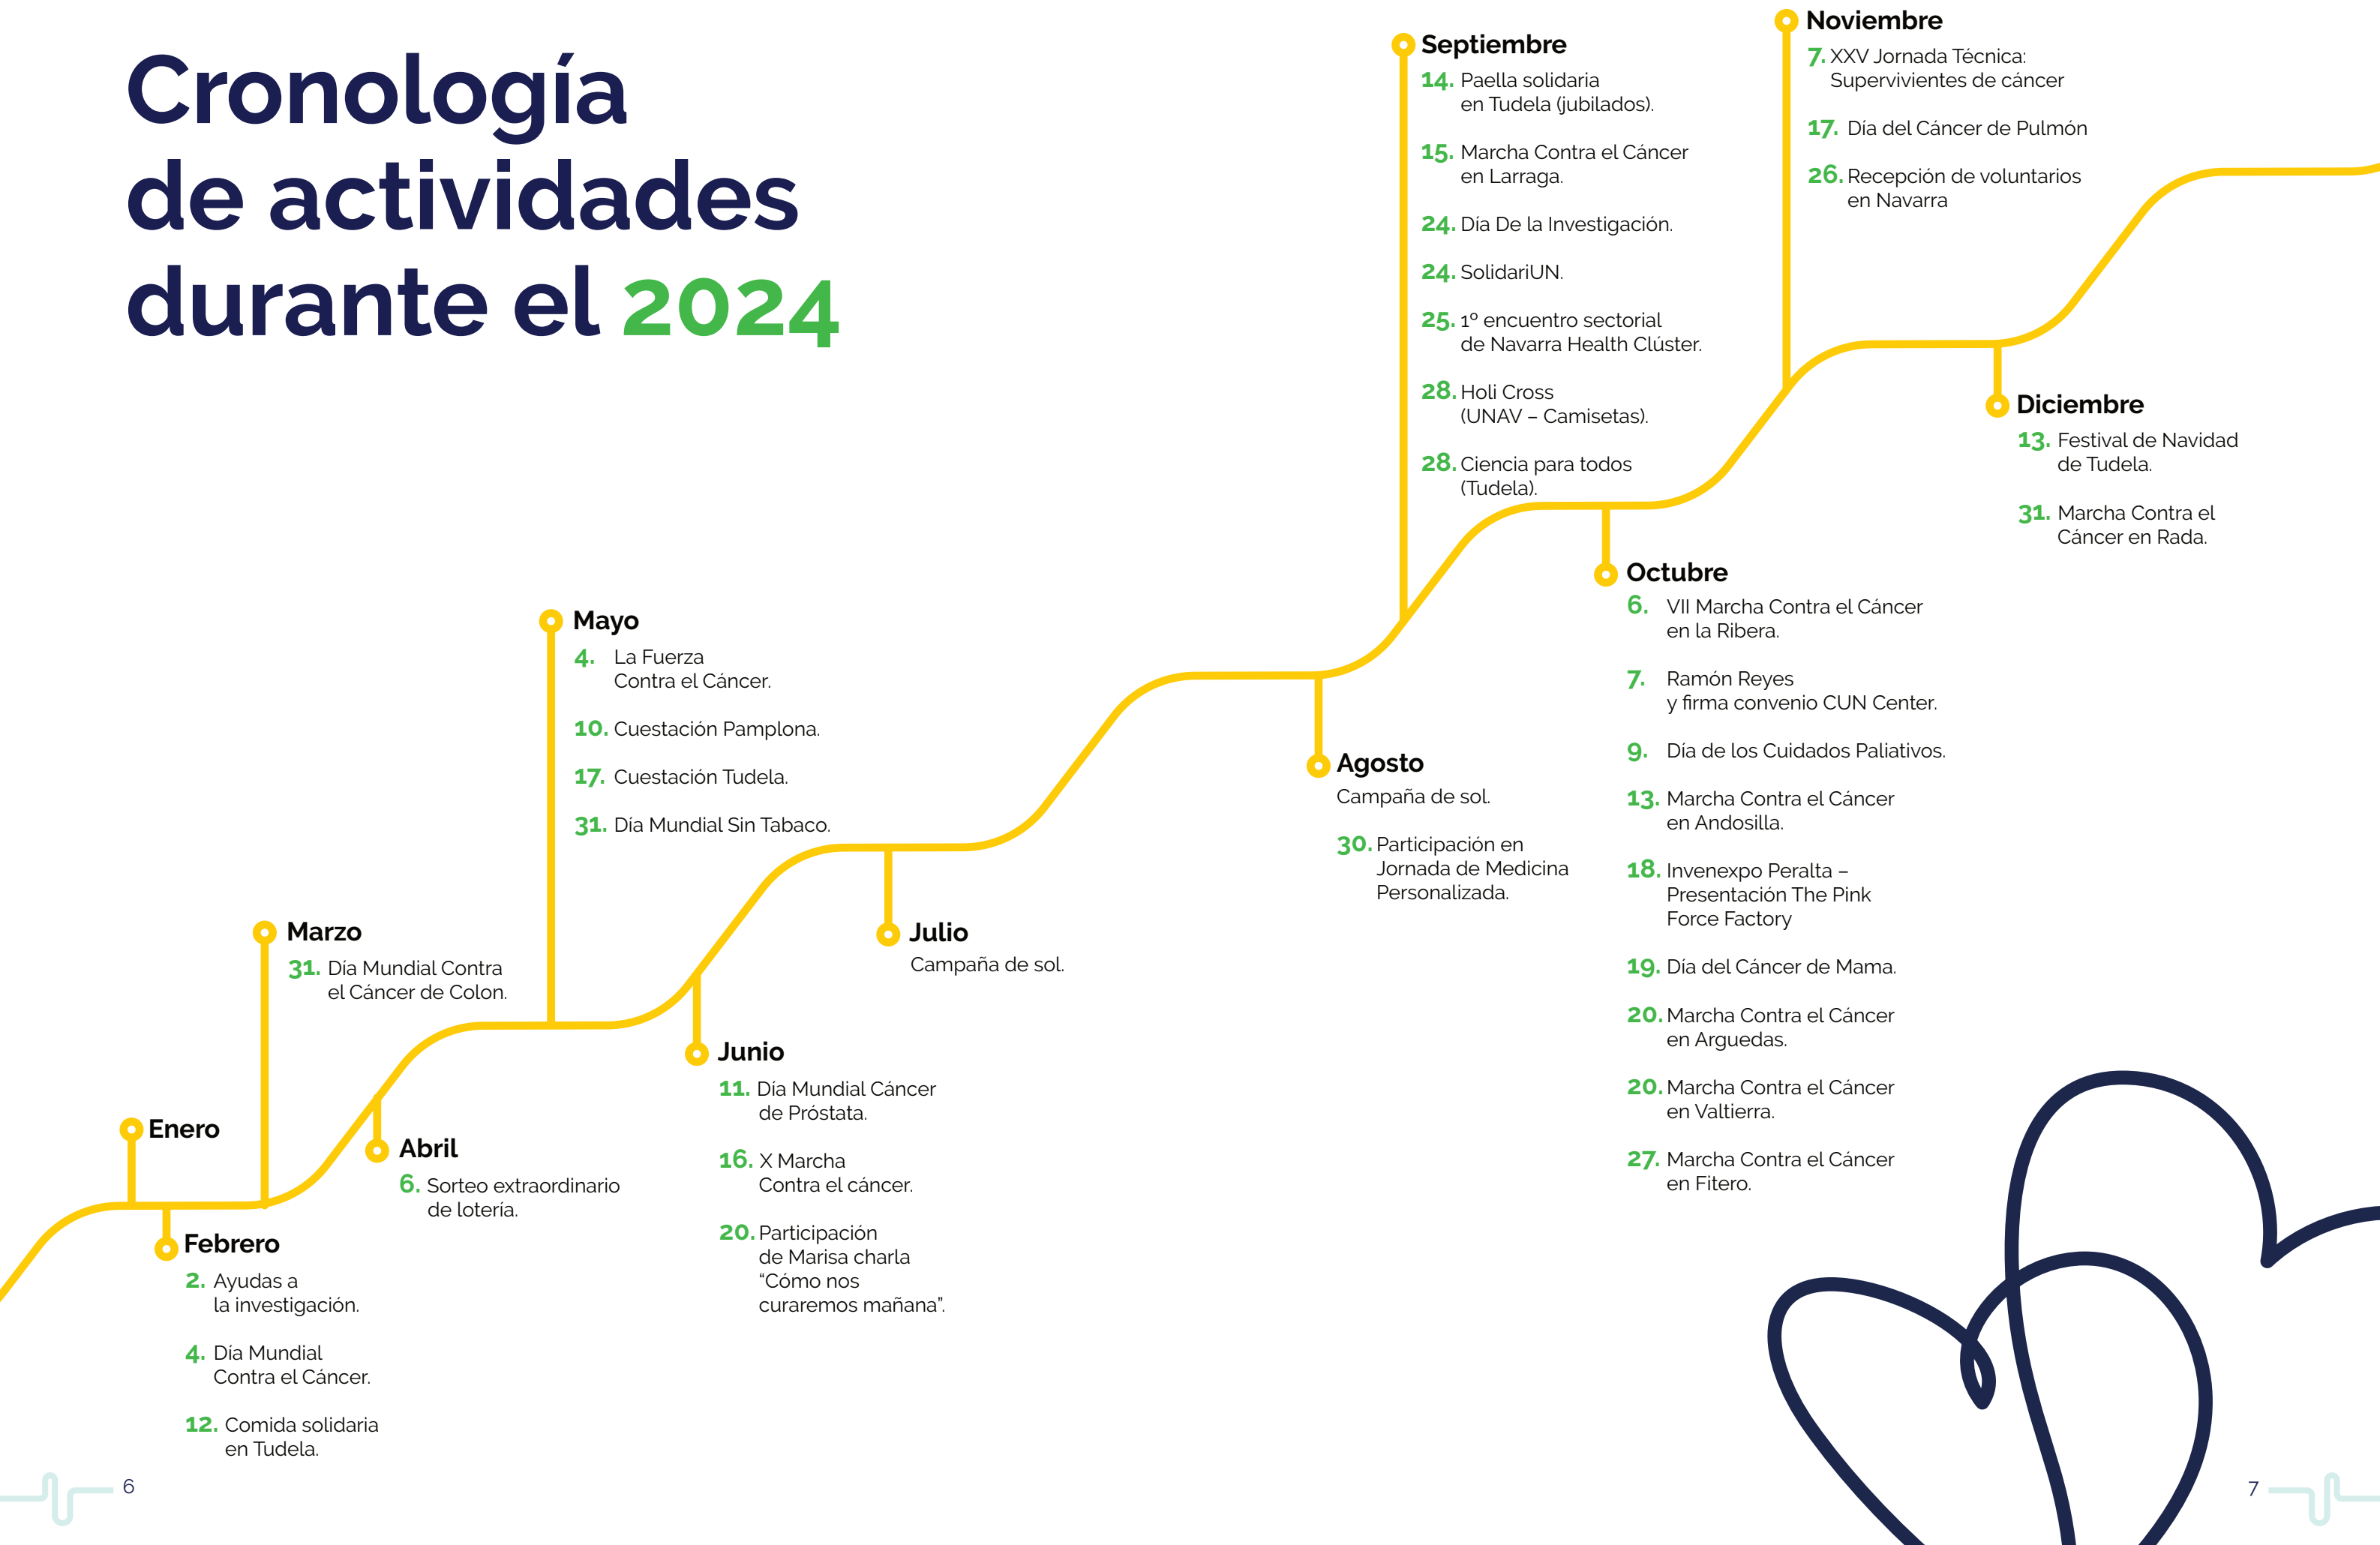 Cronología
de actividades
durante el 2024
Enero
Febrero
2. Ayudas a
la investigación.
4. Día Mundial
Contra el Cáncer.
12. Comida solidaria
en Tudela.
Marzo
31. Día Mundial Contra
el Cáncer de Colon.
Abril
6. Sorteo extraordinario
de lotería.
Mayo
4. La Fuerza
Contra el Cáncer.
10. Cuestación Pamplona.
17. Cuestación Tudela.
31. Día Mundial Sin Tabaco.
Junio
11. Día Mundial Cáncer
de Próstata.
16. X Marcha
Contra el cáncer.
20. Participación
de Marisa charla
“Cómo nos
curaremos mañana”.
Julio
Campaña de sol.
Agosto
Campaña de sol.
30. Participación en
Jornada de Medicina
Personalizada.
Septiembre
14. Paella solidaria
en Tudela (jubilados).
15. Marcha Contra el Cáncer
en Larraga.
24. Día De la Investigación.
24. SolidariUN.
25. 1º encuentro sectorial
de Navarra Health Clúster.
28. Holi Cross
(UNAV – Camisetas).
28. Ciencia para todos
(Tudela).
Octubre
6. VII Marcha Contra el Cáncer
en la Ribera.
7. Ramón Reyes
y firma convenio CUN Center.
9. Día de los Cuidados Paliativos.
13. Marcha Contra el Cáncer
en Andosilla.
18. Invenexpo Peralta –
Presentación The Pink
Force Factory
19. Día del Cáncer de Mama.
20. Marcha Contra el Cáncer
en Arguedas.
20. Marcha Contra el Cáncer
en Valtierra.
27. Marcha Contra el Cáncer
en Fitero.
Noviembre
7. XXV Jornada Técnica:
Supervivientes de cáncer
17. Día del Cáncer de Pulmón
26. Recepción de voluntarios
en Navarra
Diciembre
13. Festival de Navidad
de Tudela.
31. Marcha Contra el
Cáncer en Rada.
6
7